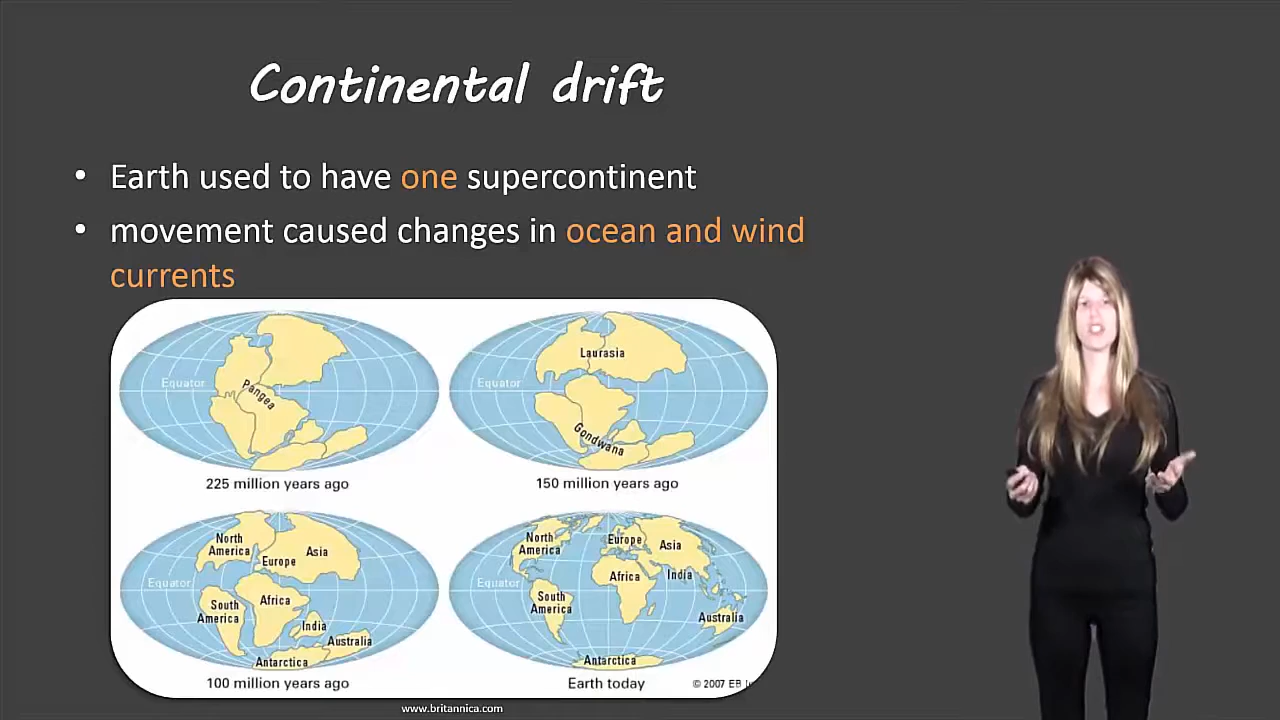 Continental drift
• Earth used to have one supercontinent
• movement caused changes in ocean and wind
currents
Equator
Pangea
225 million years ago
Equator
Laurasia
Gondwana
150 million years ago
North
America
Europe
Asia
Equator
South
America
Africa
India
Australia
Antarctica
100 million years ago
North
America
Europe
Asia
Equator
Africa
India
South
America
Australia
Antarctica
Earth today
© 2007 EB
www.britannica.com